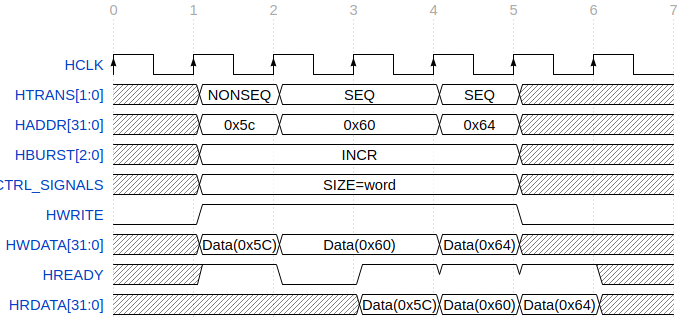 0 1 2 3 4 5 6 7
HCLK
HTRANS[1:0] NONSEQ SEQ SEQ
HADDR[31:0] 0x5c 0x60 0x64
HBURST[2:0] INCR
CTRL_SIGNALS SIZE=word
HWRITE
HWDATA[31:0] Data(0x5C) Data(0x60) Data(0x64)
HREADY
HRDATA[31:0] Data(0x5C) Data(0x60) Data(0x64)